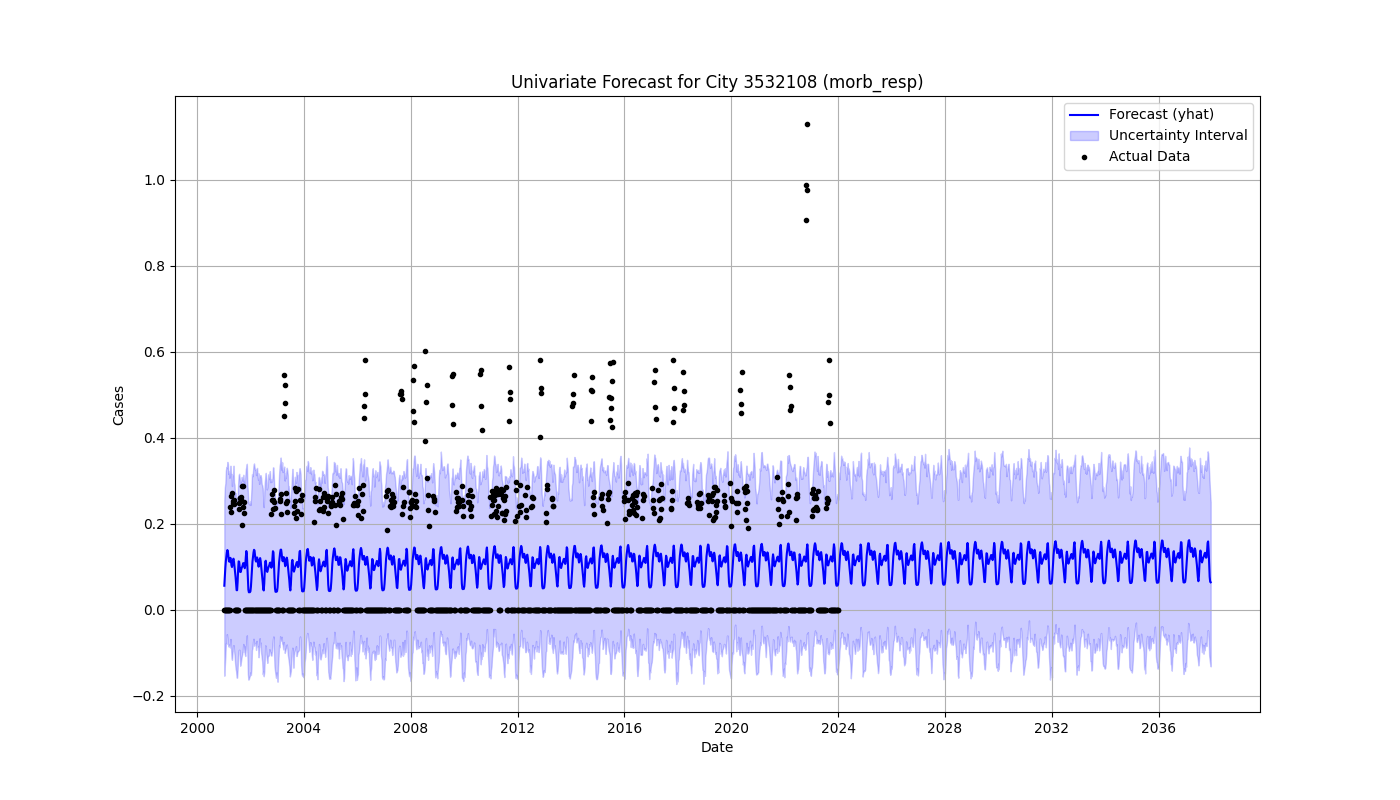 Univariate Forecast for City 3532108 (morb_resp)
Forecast (yhat)
Uncertainty Interval
Actual Data
Cases
1.0
0.8
0.6
0.4
0.2
0.0
−0.2
2000 2004 2008 2012 2016 2020 2024 2028 2032 2036
Date